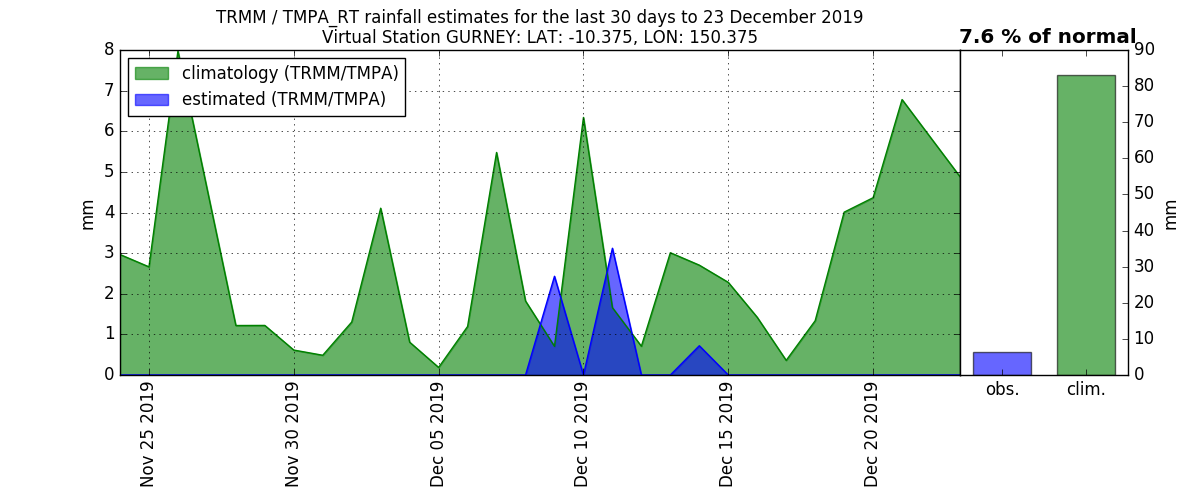 TRMM / TMPA_RT rainfall estimates for the last 30 days to 23 December 2019
Virtual Station GURNEY: LAT: -10.375, LON: 150.375
7.6 % of normal
climatology (TRMM/TMPA)
estimated (TRMM/TMPA)
8
7
6
5
4
3
2
1
0
mm
Nov 25 2019
Nov 30 2019
Dec 05 2019
Dec 10 2019
Dec 15 2019
Dec 20 2019
90
80
70
60
50
40
30
20
10
0
mm
obs.
clim.